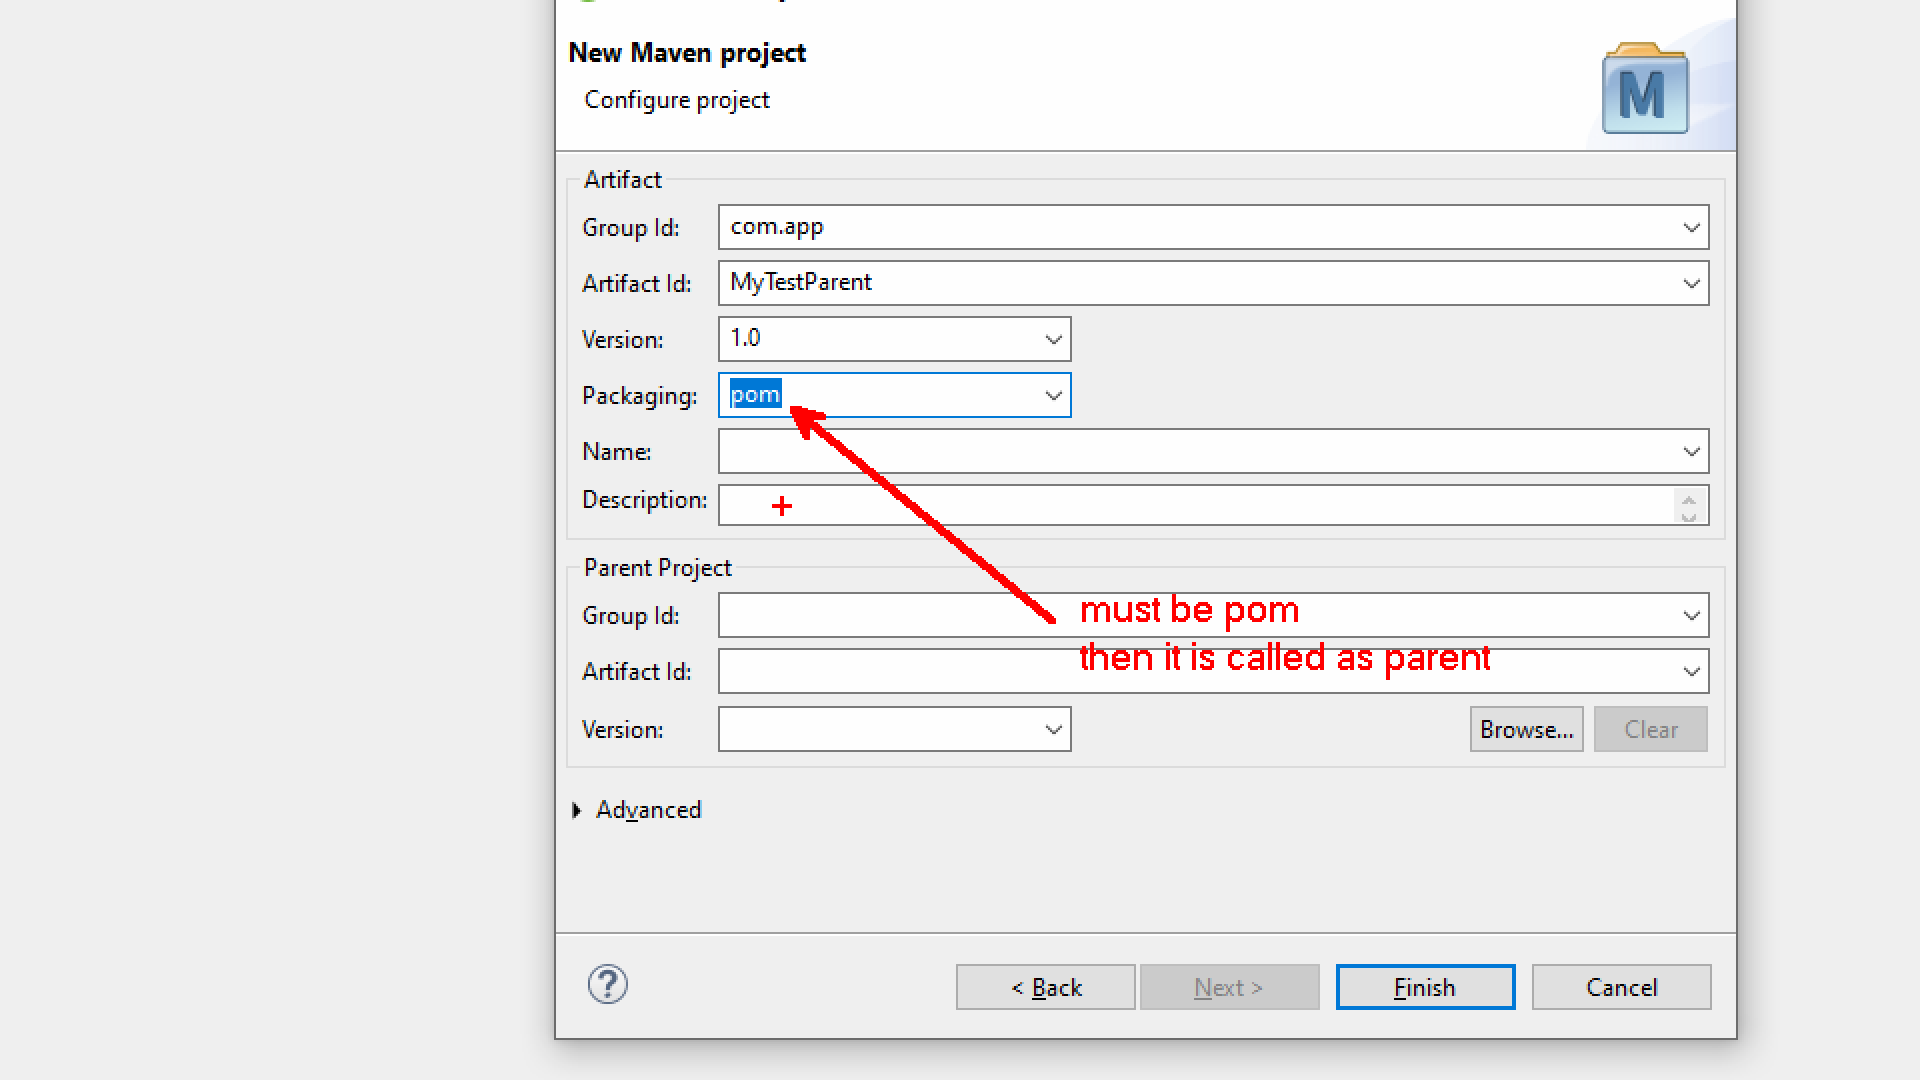 New Maven project
Configure project
M
Artifact
Group Id: com.app
Artifact Id: MyTestParent
Version: 1.0
Packaging: pom
Name:
Description:
Parent Project
Group Id:
must be pom
Artifact Id:
then it is called as parent
Version:
Browse... Clear
Advanced
? < Back Next > Finish Cancel